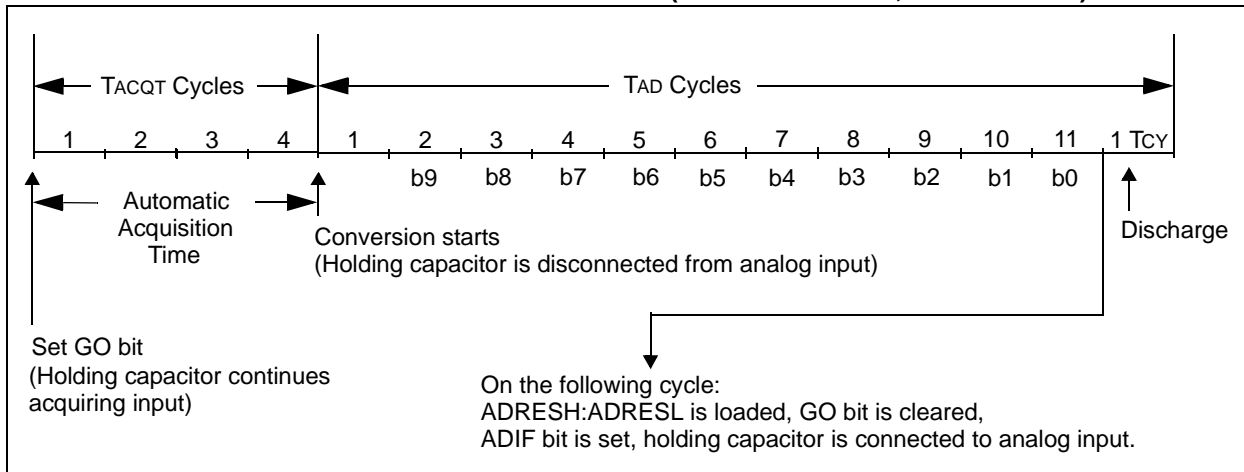 TACQT Cycles
TAD Cycles
1 2 3 4 1 2 3 4 5 6 7 8 9 10 11 1 TCY
b9 b8 b7 b6 b5 b4 b3 b2 b1 b0
Automatic
Acquisition
Time
Conversion starts
(Holding capacitor is disconnected from analog input)
Discharge
Set GO bit
(Holding capacitor continues
acquiring input)
On the following cycle:
ADRESH:ADRESL is loaded, GO bit is cleared,
ADIF bit is set, holding capacitor is connected to analog input.